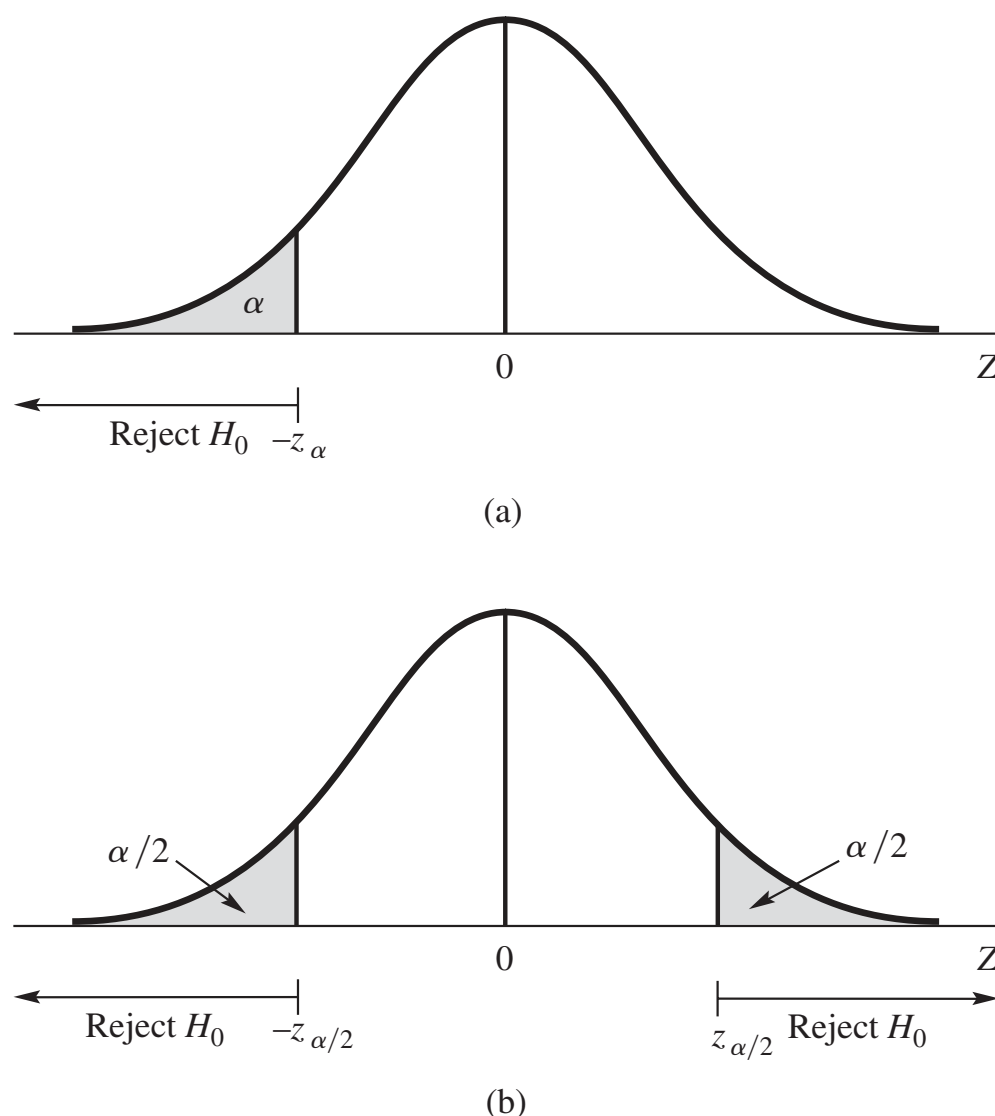 α
0 Z
Reject H₀ −z_α
(a)
α/2 α/2
0 Z
Reject H₀ −z_α/2 z_α/2 Reject H₀
(b)